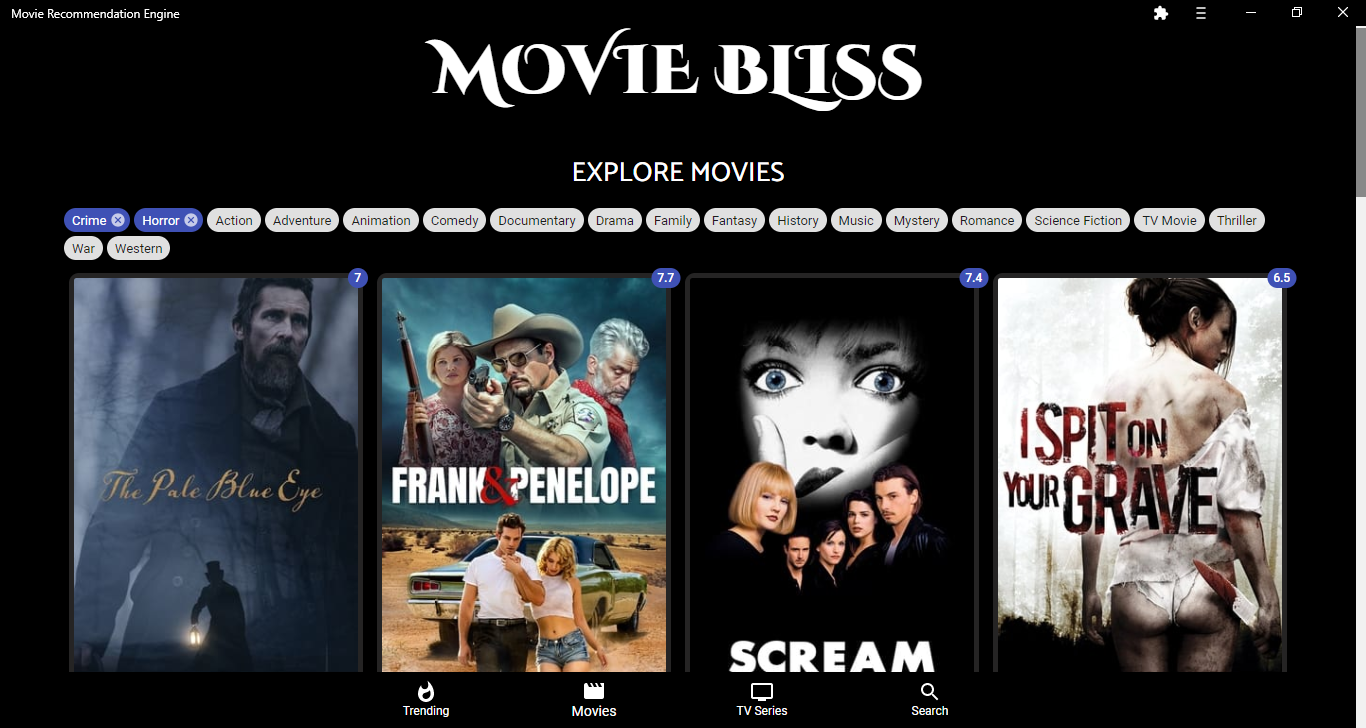 Movie Recommendation Engine
MOVIE BLISS
EXPLORE MOVIES
Crime Horror Action Adventure Animation Comedy Documentary Drama Family Fantasy History Music Mystery Romance Science Fiction TV Movie Thriller
War Western
7 7.7 7.4 6.5
The Pale Blue Eye
FRANK & PENELOPE
SCREAM
I SPIT ON
YOUR GRAVE
Trending Movies TV Series Search